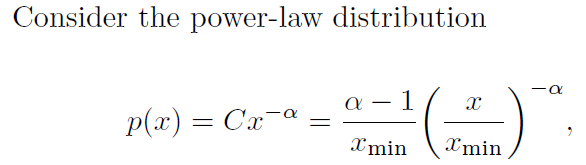 Consider the power-law distribution
p(x) = Cx^{-α} = \frac{α - 1}{x_{min}} \left( \frac{x}{x_{min}} \right)^{-α},